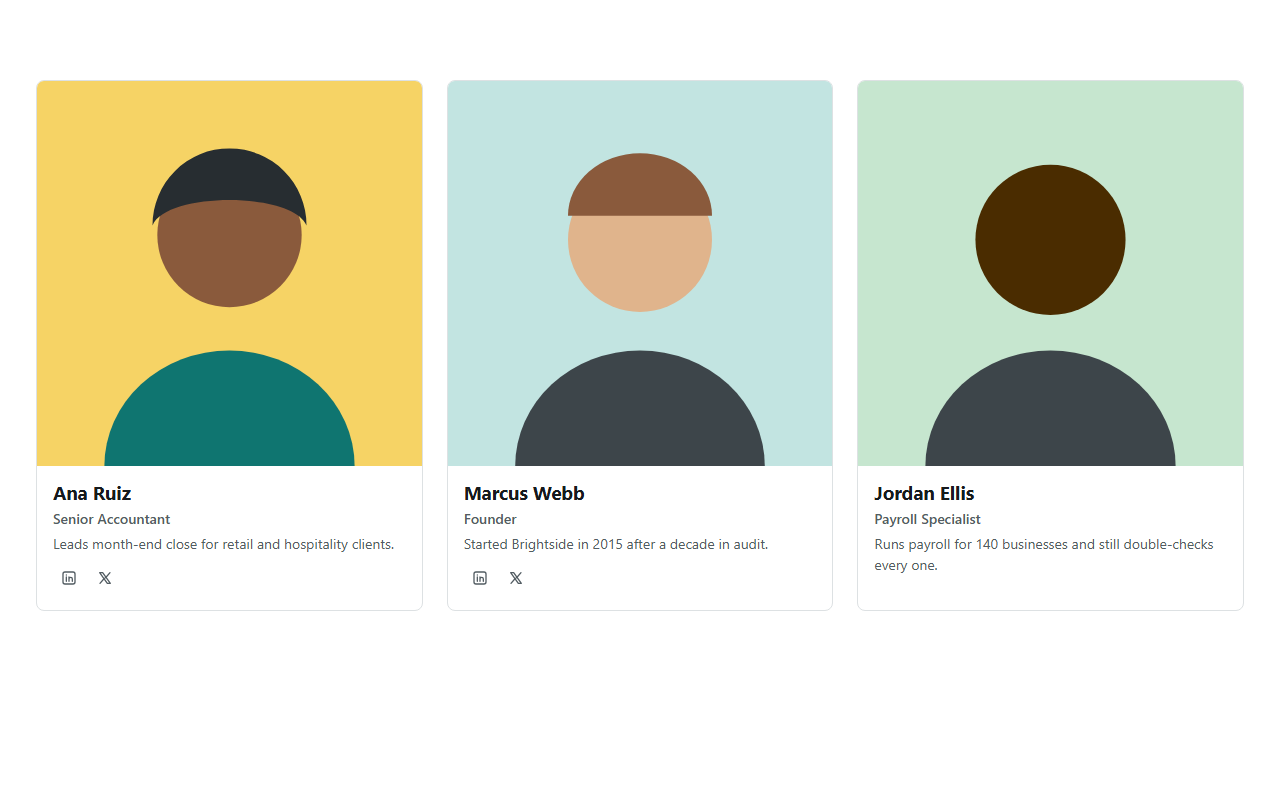 Ana Ruiz
Senior Accountant
Leads month-end close for retail and hospitality clients.
Marcus Webb
Founder
Started Brightside in 2015 after a decade in audit.
Jordan Ellis
Payroll Specialist
Runs payroll for 140 businesses and still double-checks
every one.